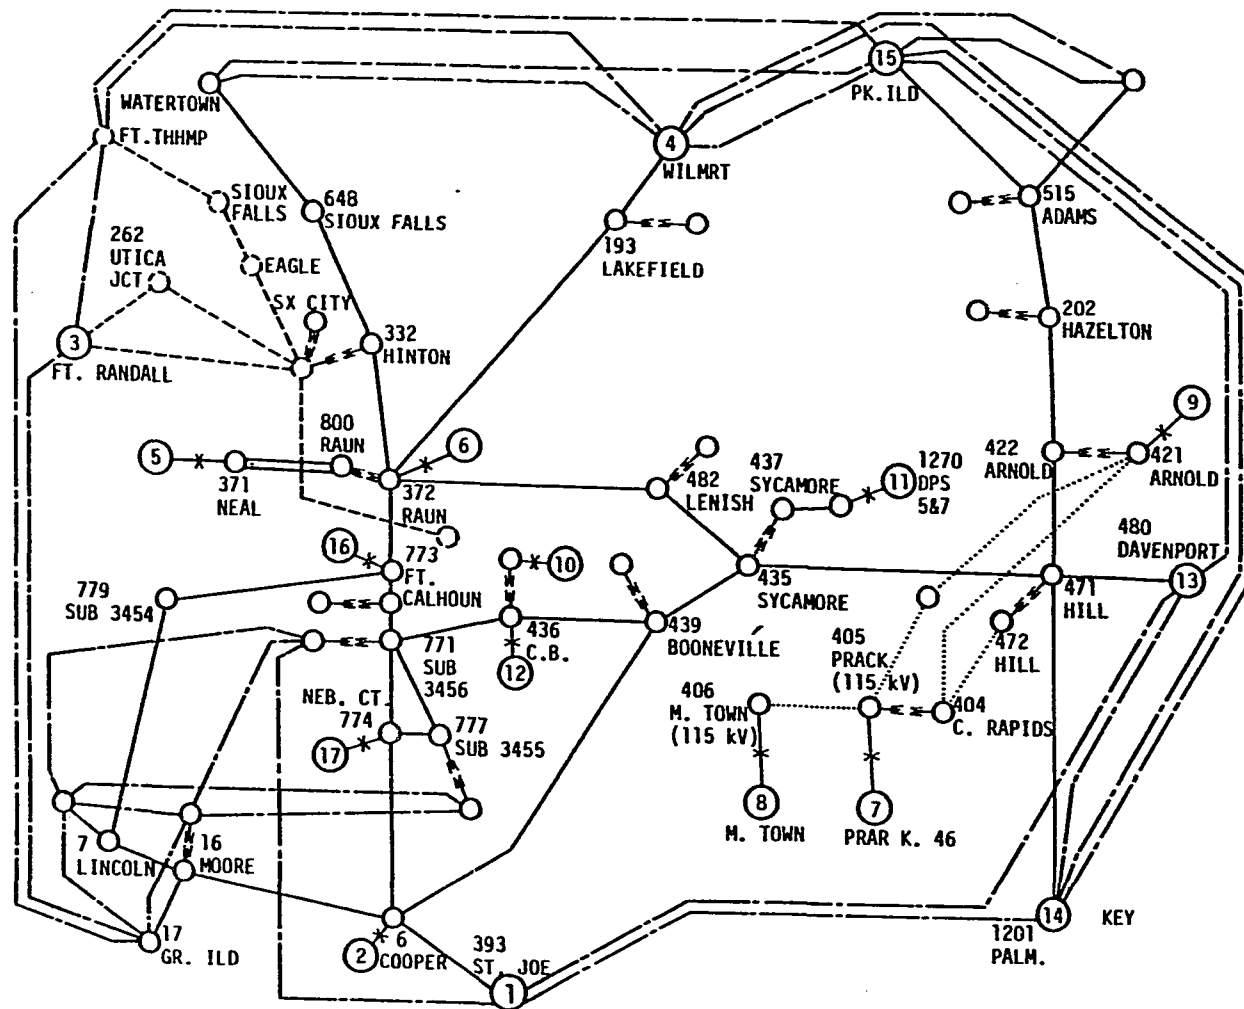 15
PK.ILD
WATERTOWN
FT.THHMP
4
WILMRT
SIOUX
FALLS
648
SIOUX FALLS
515
ADAMS
262
UTICA
JCT
EAGLE
193
LAKEFIELD
SX CITY
3
FT. RANDALL
332
HINTON
202
HAZELTON
9
800
RAUN
6
5
371
NEAL
372
RAUN
482
LENISH
437
SYCAMORE
11
1270
DPS
5&7
422
ARNOLD
421
ARNOLD
480
DAVENPORT
13
16
773
FT.
CALHOUN
10
779
SUB 3454
435
SYCAMORE
471
HILL
436
C.B.
12
439
BOONEVILLE
472
HILL
771
SUB
3456
405
PRACK
(115 kV)
406
M. TOWN
(115 kV)
404
C. RAPIDS
NEB. CT.
774
17
777
SUB 3455
8
M. TOWN
7
PRAR K. 46
7
LINCOLN
16
MOORE
17
GR. ILD
2
6
COOPER
393
ST. JOE
1
14
1201
PALM.
KEY